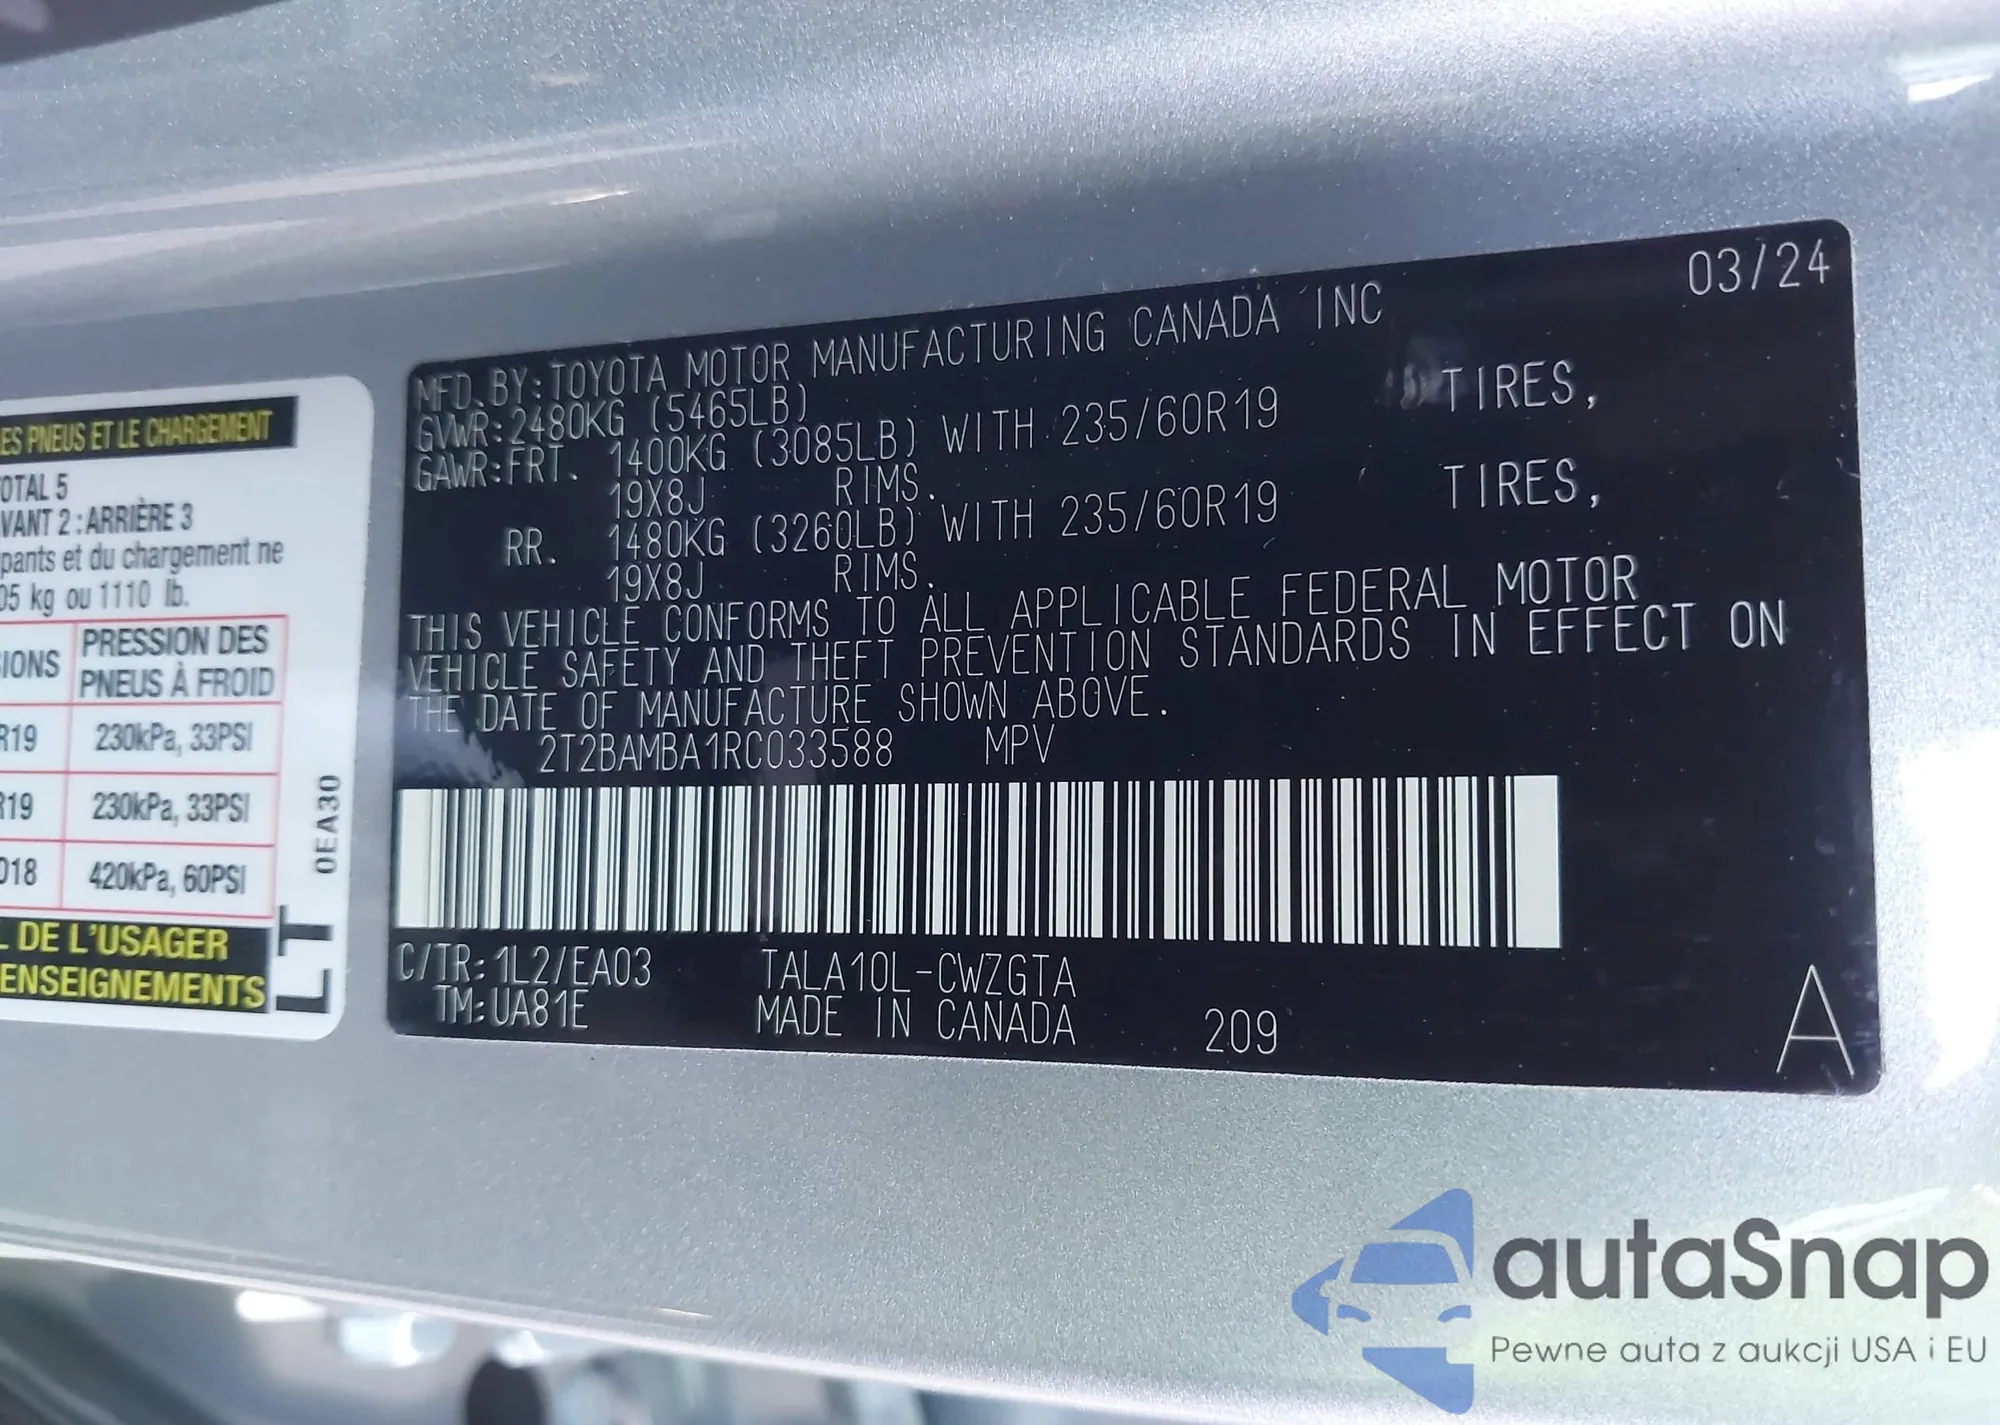 ES PNEUS ET LE CHARGEMENT
OTAL 5
VANT 2 : ARRIÈRE 3
pants et du chargement ne
05 kg ou 1110 lb.
IONS PRESSION DES
PNEUS À FROID
R19 230kPa, 33PSI
R19 230kPa, 33PSI
D18 420kPa, 60PSI
L DE L'USAGER
ENSEIGNEMENTS
LT
0EA30
03/24
MFD.BY:TOYOTA MOTOR MANUFACTURING CANADA INC
GVWR:2480KG (5465LB)
GAWR:FRT. 1400KG (3085LB) WITH 235/60R19 TIRES,
19X8J RIMS.
RR. 1480KG (3260LB) WITH 235/60R19 TIRES,
19X8J RIMS.
THIS VEHICLE CONFORMS TO ALL APPLICABLE FEDERAL MOTOR
VEHICLE SAFETY AND THEFT PREVENTION STANDARDS IN EFFECT ON
THE DATE OF MANUFACTURE SHOWN ABOVE.
2T2BAMBA1RC033588 MPV
C/TR:1L2/EA03 TALA10L-CWZGTA
TM:UA81E MADE IN CANADA 209
A
autaSnap
Pewne auta z aukcji USA i EU